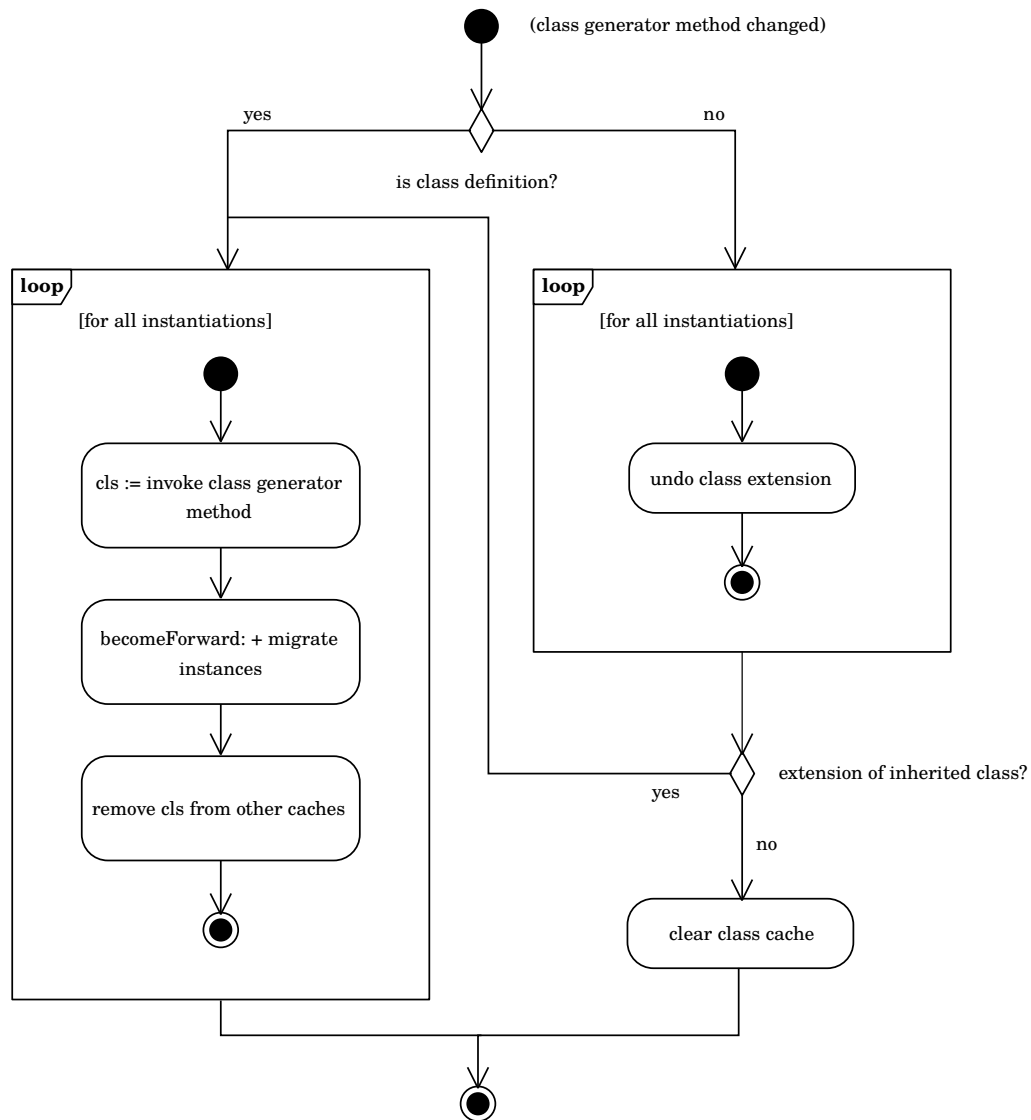 (class generator method changed)
yes
no
is class definition?
loop
[for all instantiations]
cls := invoke class generator
method
becomeForward: + migrate
instances
remove cls from other caches
loop
[for all instantiations]
undo class extension
extension of inherited class?
yes
no
clear class cache